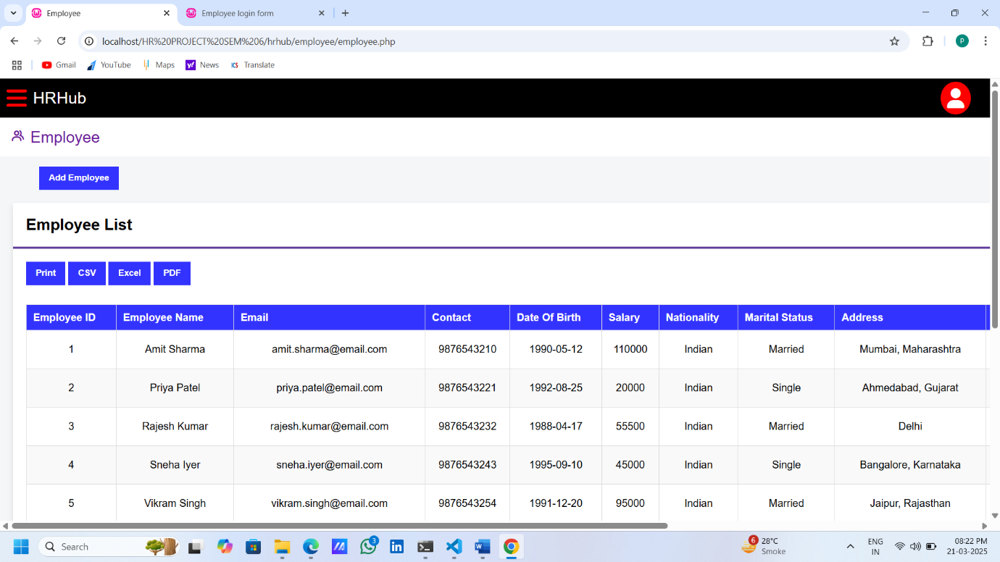 Employee
Employee login form
localhost/HR%20PROJECT%20SEM%206/hrhub/employee/employee.php
P
Gmail YouTube Maps News ICS Translate
HRHub
Employee
Add Employee
Employee List
Print CSV Excel PDF
Employee ID Employee Name Email Contact Date Of Birth Salary Nationality Marital Status Address
1 Amit Sharma amit.sharma@email.com 9876543210 1990-05-12 110000 Indian Married Mumbai, Maharashtra
2 Priya Patel priya.patel@email.com 9876543221 1992-08-25 20000 Indian Single Ahmedabad, Gujarat
3 Rajesh Kumar rajesh.kumar@email.com 9876543232 1988-04-17 55500 Indian Married Delhi
4 Sneha Iyer sneha.iyer@email.com 9876543243 1995-09-10 45000 Indian Single Bangalore, Karnataka
5 Vikram Singh vikram.singh@email.com 9876543254 1991-12-20 95000 Indian Married Jaipur, Rajasthan
Search 3 6 28°C ENG 08:22 PM
Smoke IN 21-03-2025